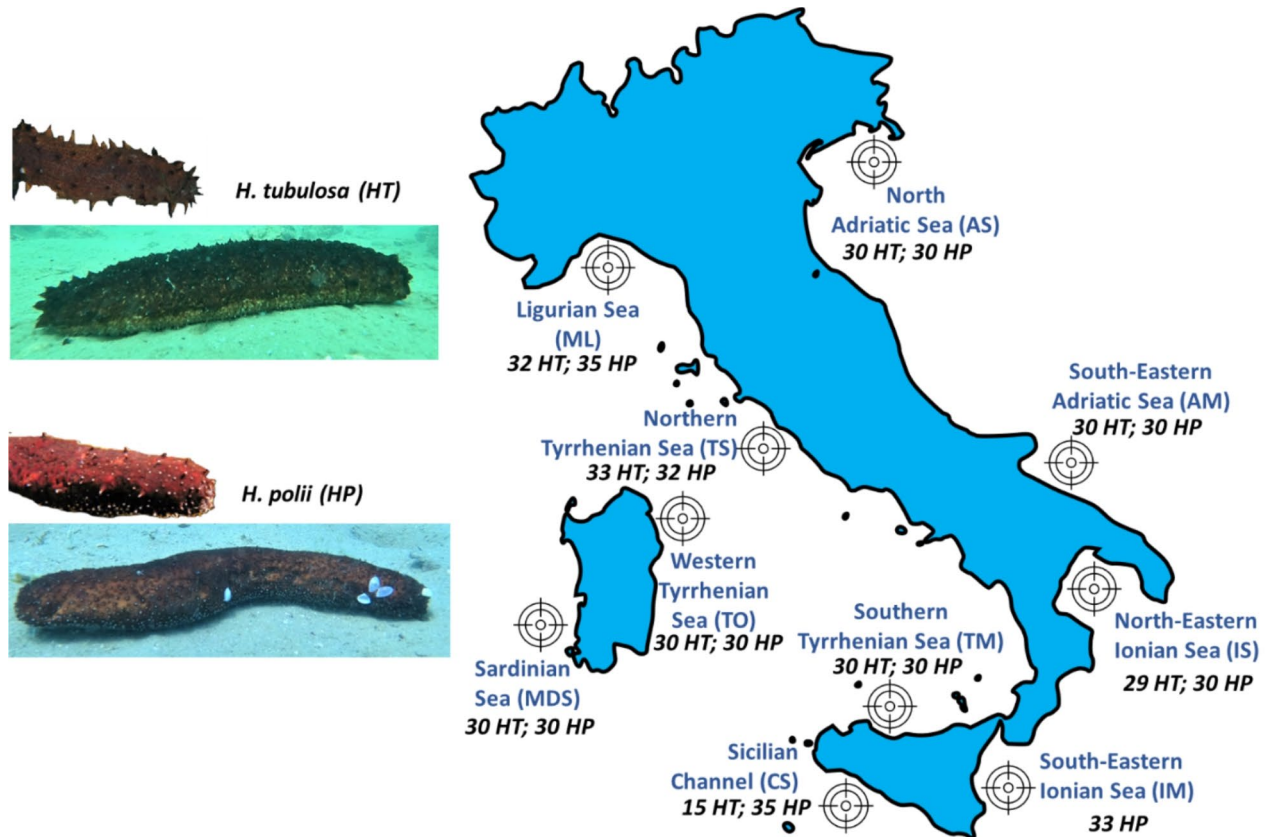 H. tubulosa (HT)
H. polii (HP)
North
Adriatic Sea (AS)
30 HT; 30 HP
Ligurian Sea
(ML)
32 HT; 35 HP
South-Eastern
Adriatic Sea (AM)
30 HT; 30 HP
Northern
Tyrrhenian Sea (TS)
33 HT; 32 HP
Western
Tyrrhenian
Sea (TO)
30 HT; 30 HP
Southern
Tyrrhenian Sea (TM)
30 HT; 30 HP
North-Eastern
Ionian Sea (IS)
29 HT; 30 HP
Sardinian
Sea (MDS)
30 HT; 30 HP
Sicilian
Channel (CS)
15 HT; 35 HP
South-Eastern
Ionian Sea (IM)
33 HP